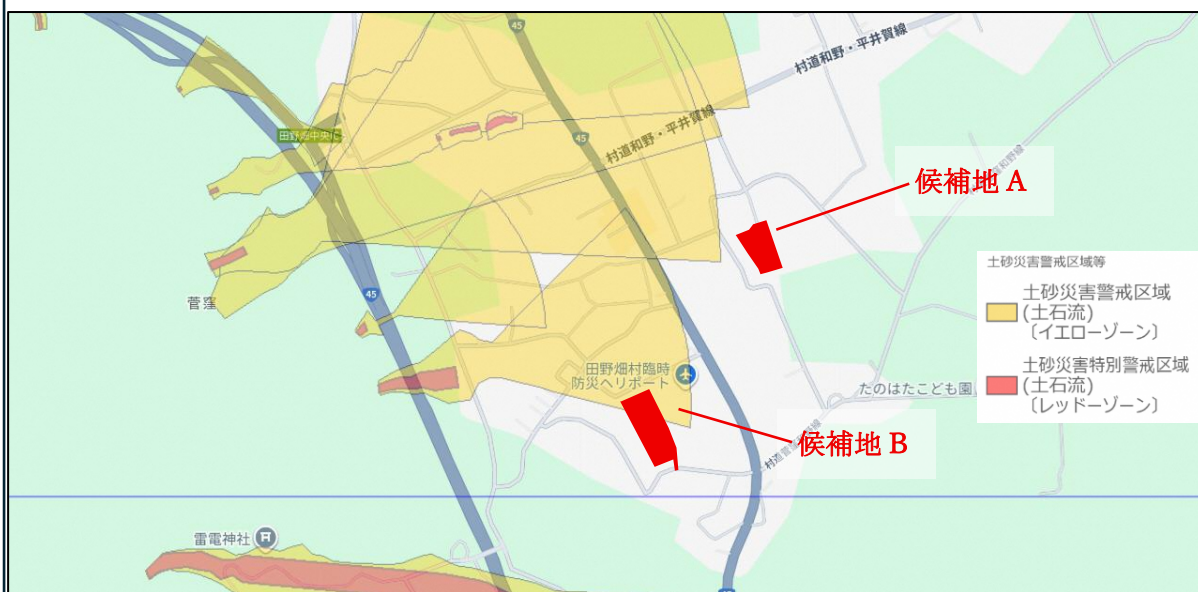 45
村道和野・平井賀線
田野畑中央IC
45
村道和野・平井賀線
候補地 A
土砂災害警戒区域等
土砂災害警戒区域
(土石流)
〔イエローゾーン〕
土砂災害特別警戒区域
(土石流)
〔レッドーゾーン〕
菅窪
45
田野畑村臨時
防災ヘリポート
たのはたこども園
候補地 B
雷電神社